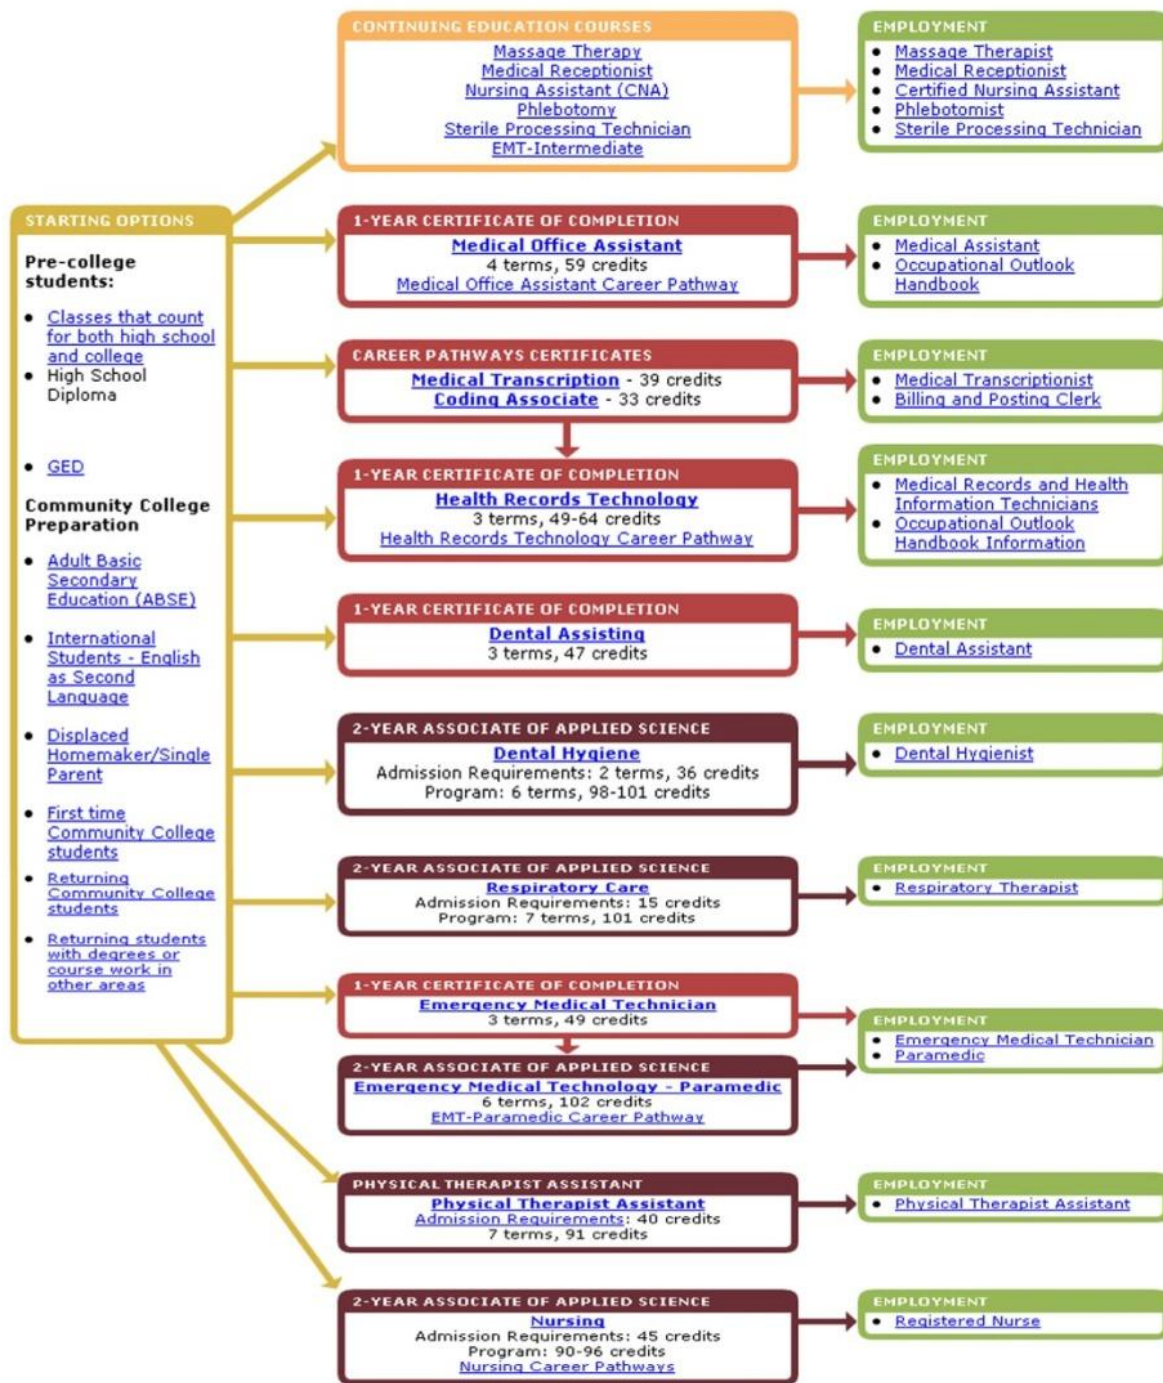 CONTINUING EDUCATION COURSES
Massage Therapy
Medical Receptionist
Nursing Assistant (CNA)
Phlebotomy
Sterile Processing Technician
EMT-Intermediate
EMPLOYMENT
Massage Therapist
Medical Receptionist
Certified Nursing Assistant
Phlebotomist
Sterile Processing Technician
STARTING OPTIONS
Pre-college
students:
Classes that count
for both high school
and college
High School
Diploma
GED
Community College
Preparation
Adult Basic
Secondary
Education (ABSE)
International
Students - English
as Second
Language
Displaced
Homemaker/Single
Parent
First time
Community College
students
Returning
Community College
students
Returning students
with degrees or
course work in
other areas
1-YEAR CERTIFICATE OF COMPLETION
Medical Office Assistant
4 terms, 59 credits
Medical Office Assistant Career Pathway
EMPLOYMENT
Medical Assistant
Occupational Outlook
Handbook
CAREER PATHWAYS CERTIFICATES
Medical Transcription - 39 credits
Coding Associate - 33 credits
EMPLOYMENT
Medical Transcriptionist
Billing and Posting Clerk
1-YEAR CERTIFICATE OF COMPLETION
Health Records Technology
3 terms, 49-64 credits
Health Records Technology Career Pathway
EMPLOYMENT
Medical Records and Health
Information Technicians
Occupational Outlook
Handbook Information
1-YEAR CERTIFICATE OF COMPLETION
Dental Assisting
3 terms, 47 credits
EMPLOYMENT
Dental Assistant
2-YEAR ASSOCIATE OF APPLIED SCIENCE
Dental Hygiene
Admission Requirements: 2 terms, 36 credits
Program: 6 terms, 98-101 credits
EMPLOYMENT
Dental Hygienist
2-YEAR ASSOCIATE OF APPLIED SCIENCE
Respiratory Care
Admission Requirements: 15 credits
Program: 7 terms, 101 credits
EMPLOYMENT
Respiratory Therapist
1-YEAR CERTIFICATE OF COMPLETION
Emergency Medical Technician
3 terms, 49 credits
2-YEAR ASSOCIATE OF APPLIED SCIENCE
Emergency Medical Technology - Paramedic
6 terms, 102 credits
EMT-Paramedic Career Pathway
EMPLOYMENT
Emergency Medical Technician
Paramedic
PHYSICAL THERAPIST ASSISTANT
Physical Therapist Assistant
Admission Requirements: 40 credits
7 terms, 91 credits
EMPLOYMENT
Physical Therapist Assistant
2-YEAR ASSOCIATE OF APPLIED SCIENCE
Nursing
Admission Requirements: 45 credits
Program: 90-96 credits
Nursing Career Pathways
EMPLOYMENT
Registered Nurse